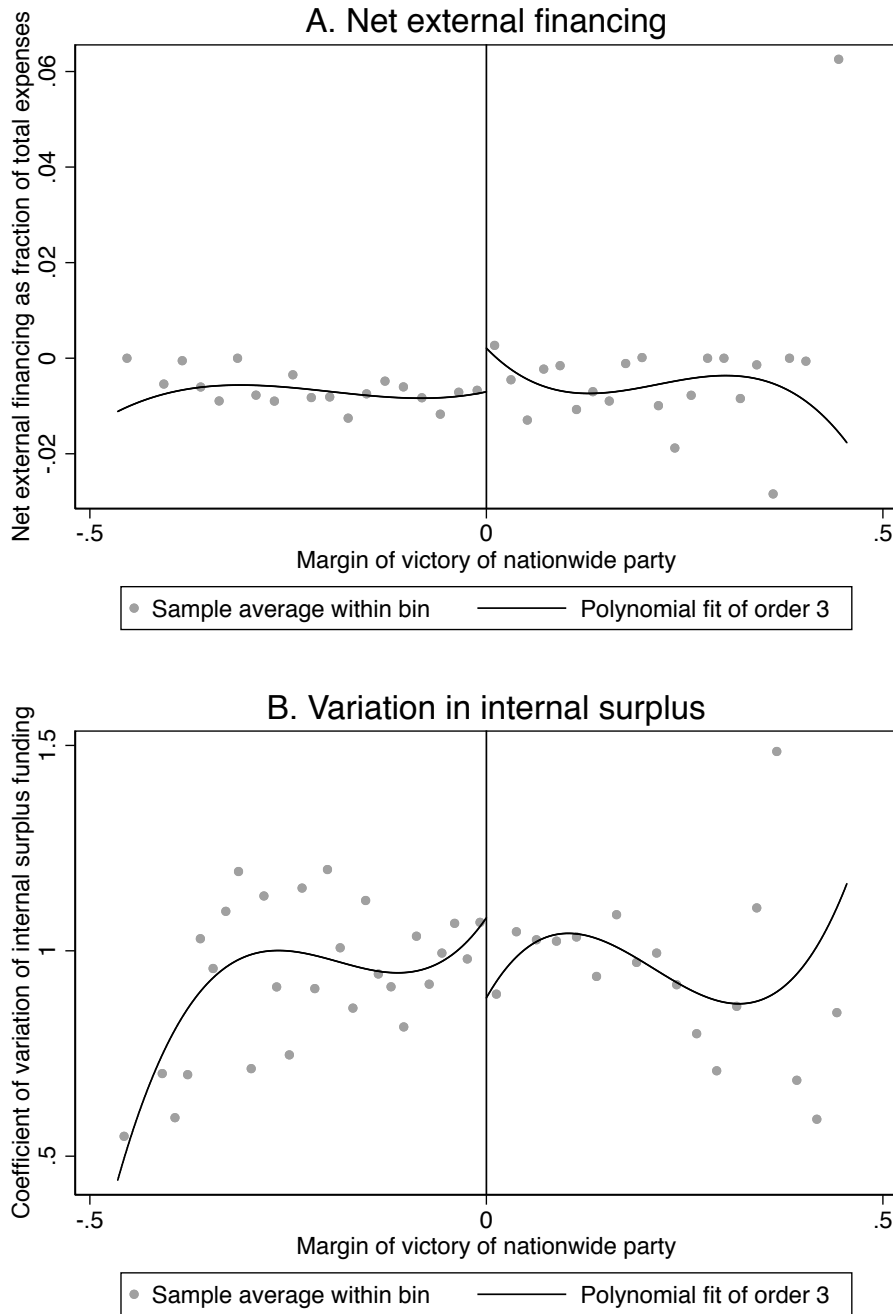 A. Net external financing
Net external financing as fraction of total expenses
.06
.04
.02
0
-.02
-.5
0
.5
Margin of victory of nationwide party
Sample average within bin
Polynomial fit of order 3
B. Variation in internal surplus
Coefficient of variation of internal surplus funding
1.5
1
.5
-.5
0
.5
Margin of victory of nationwide party
Sample average within bin
Polynomial fit of order 3